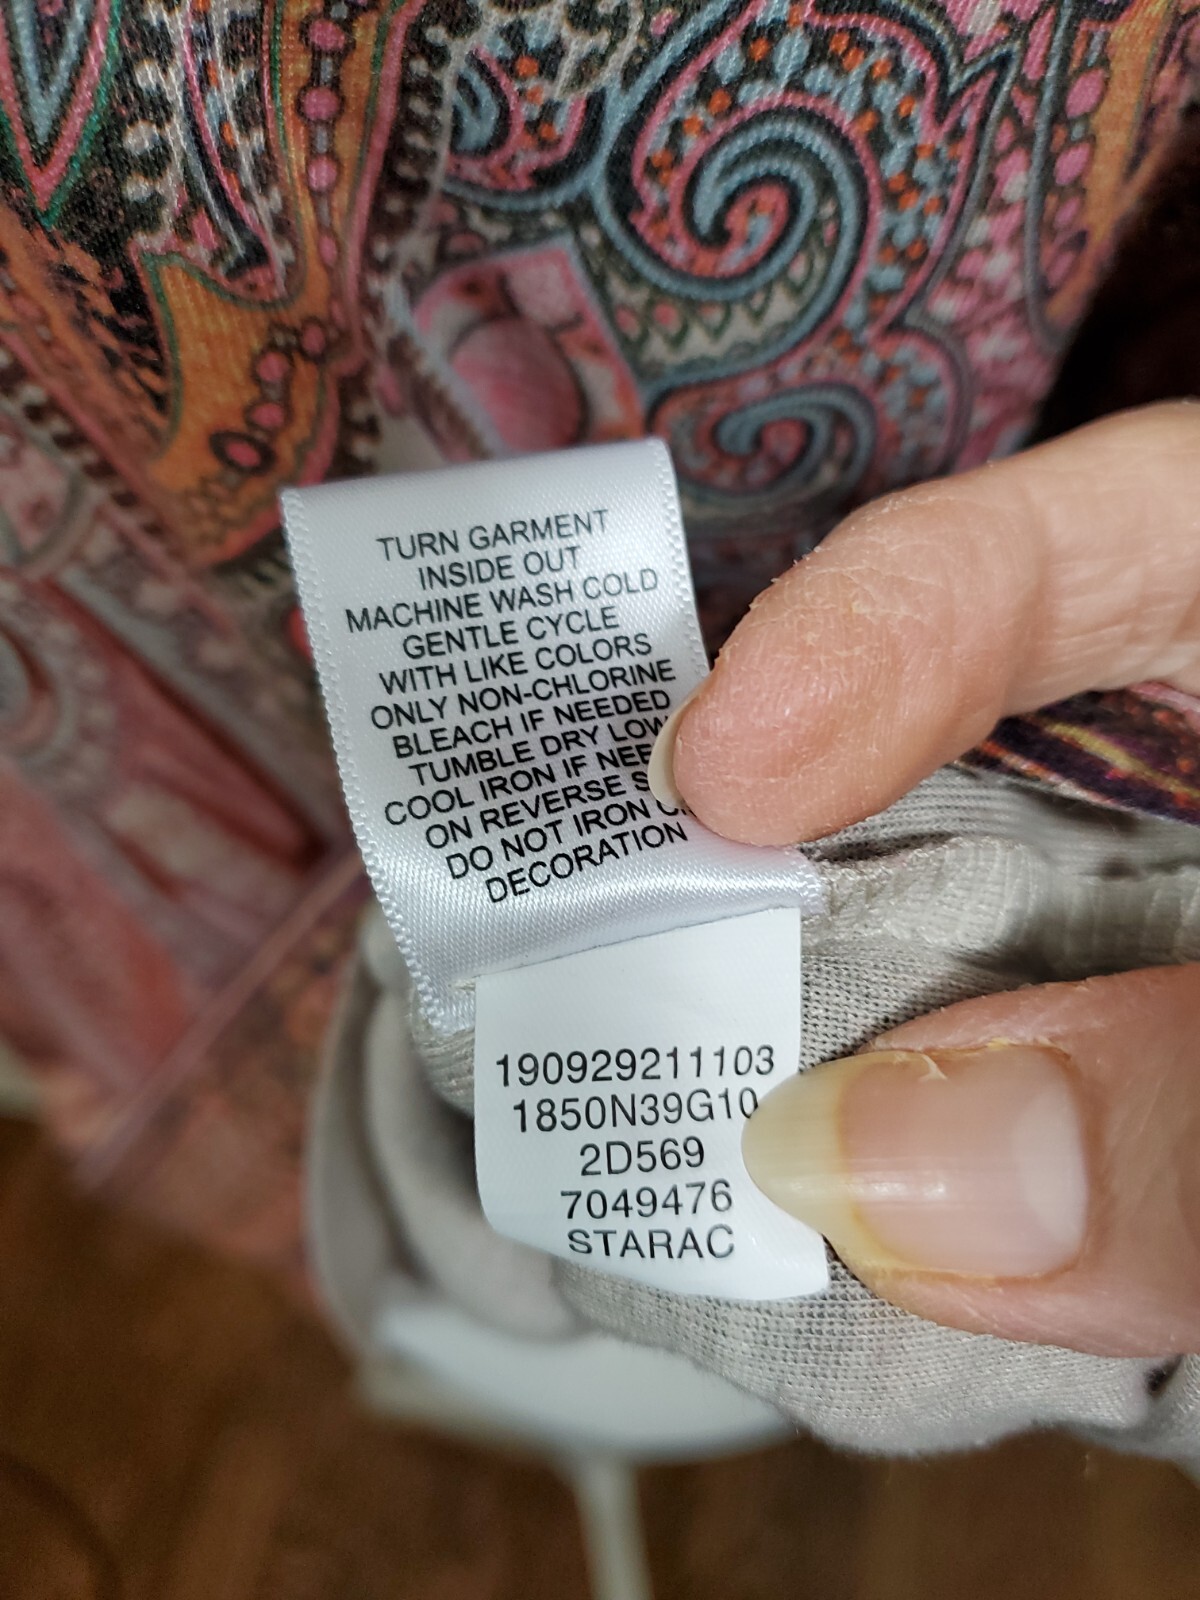 TURN GARMENT
INSIDE OUT
MACHINE WASH COLD
GENTLE CYCLE
WITH LIKE COLORS
ONLY NON-CHLORINE
BLEACH IF NEEDED
TUMBLE DRY LOW
COOL IRON IF
ON REVERSE
DO NOT IRON
DECORATION
190929211103
1850N39G10
2D569
7049476
STARAC